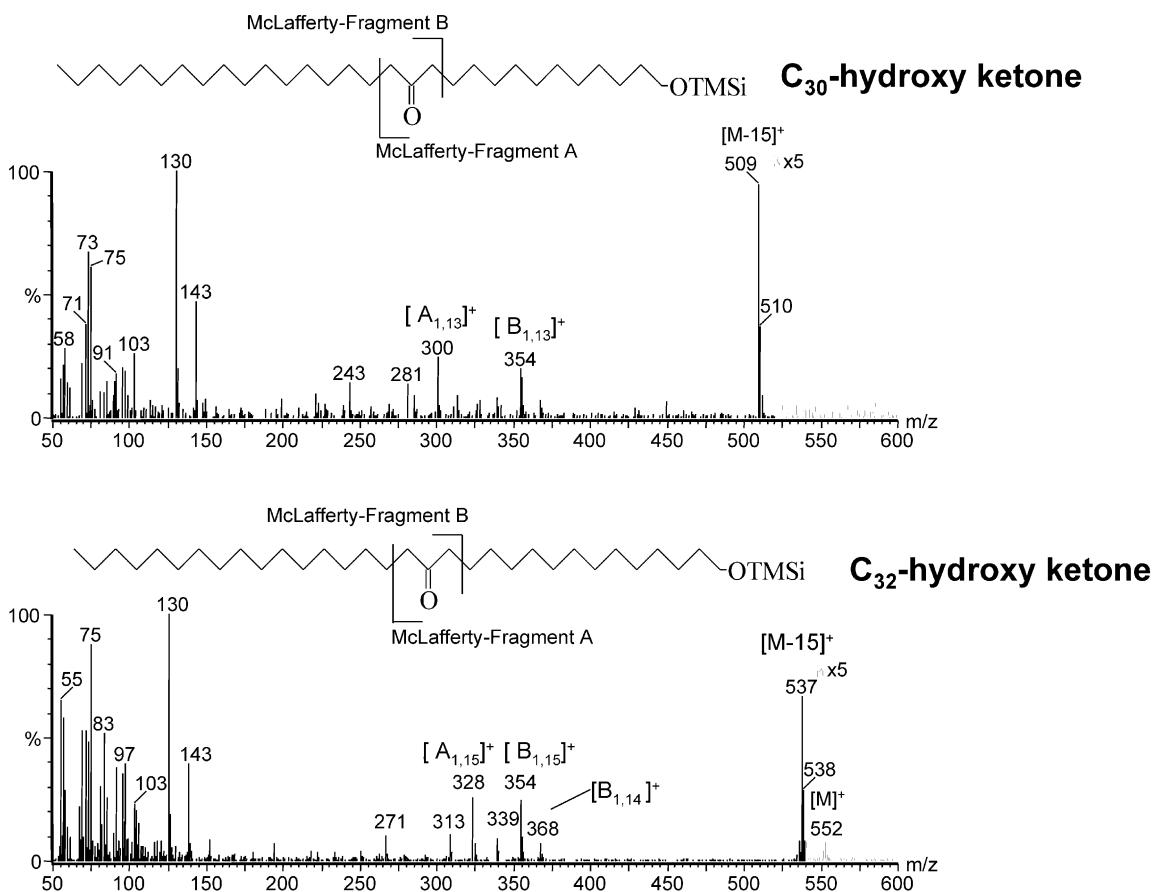 McLafferty-Fragment B
OTMSi
C30-hydroxy ketone
O
McLafferty-Fragment A
[M-15]+
509
x5
130
100
73
75
71
%
143
58
91
103
[ A1,13]+
[ B1,13]+
300
354
510
243
281
0
50 100 150 200 250 300 350 400 450 500 550 600 m/z
McLafferty-Fragment B
OTMSi
C32-hydroxy ketone
O
McLafferty-Fragment A
130
100
75
[M-15]+
x5
55
537
83
%
97
143
103
[ A1,15]+
[ B1,15]+
328
354
[B1,14 ]+
538
[M]+
271
313
339
368
552
0
50 100 150 200 250 300 350 400 450 500 550 600 m/z